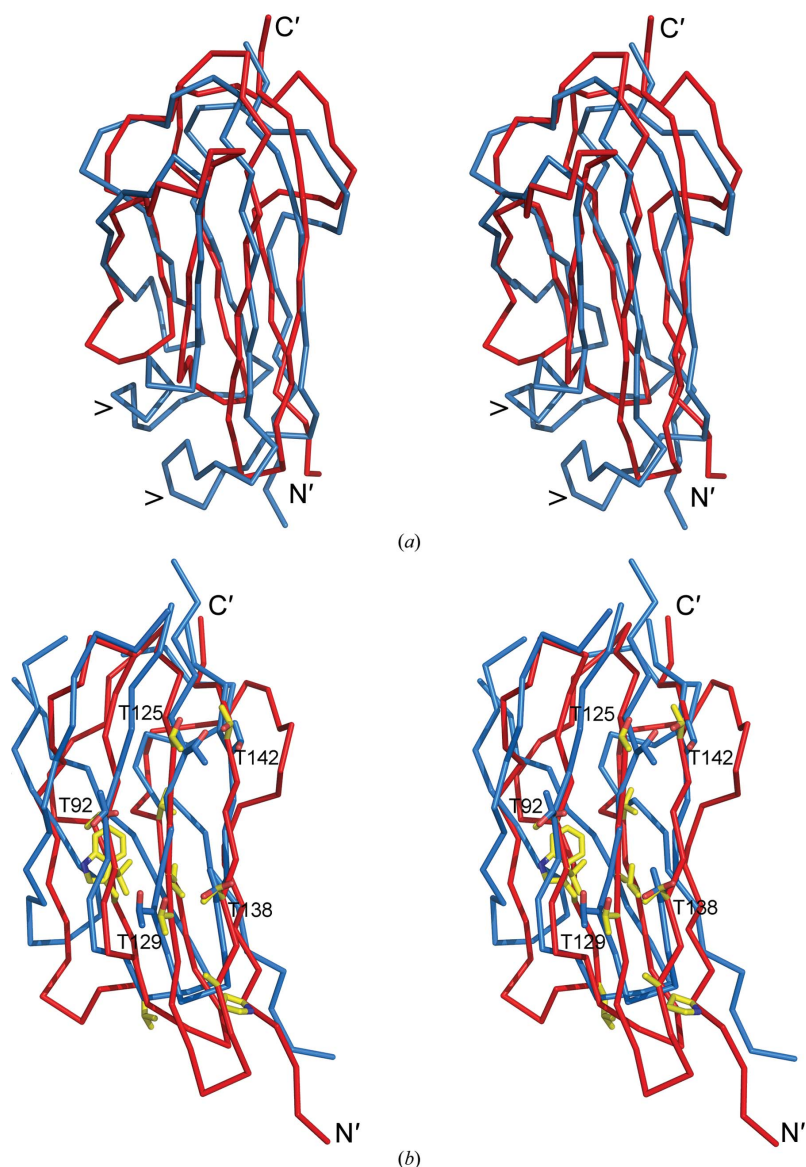 C′ C′
> >
> >
N′ N′
(a)
C′ C′
T125 T125
T142 T142
T92 T92
T138 T138
T129 T129
N′ N′
(b)